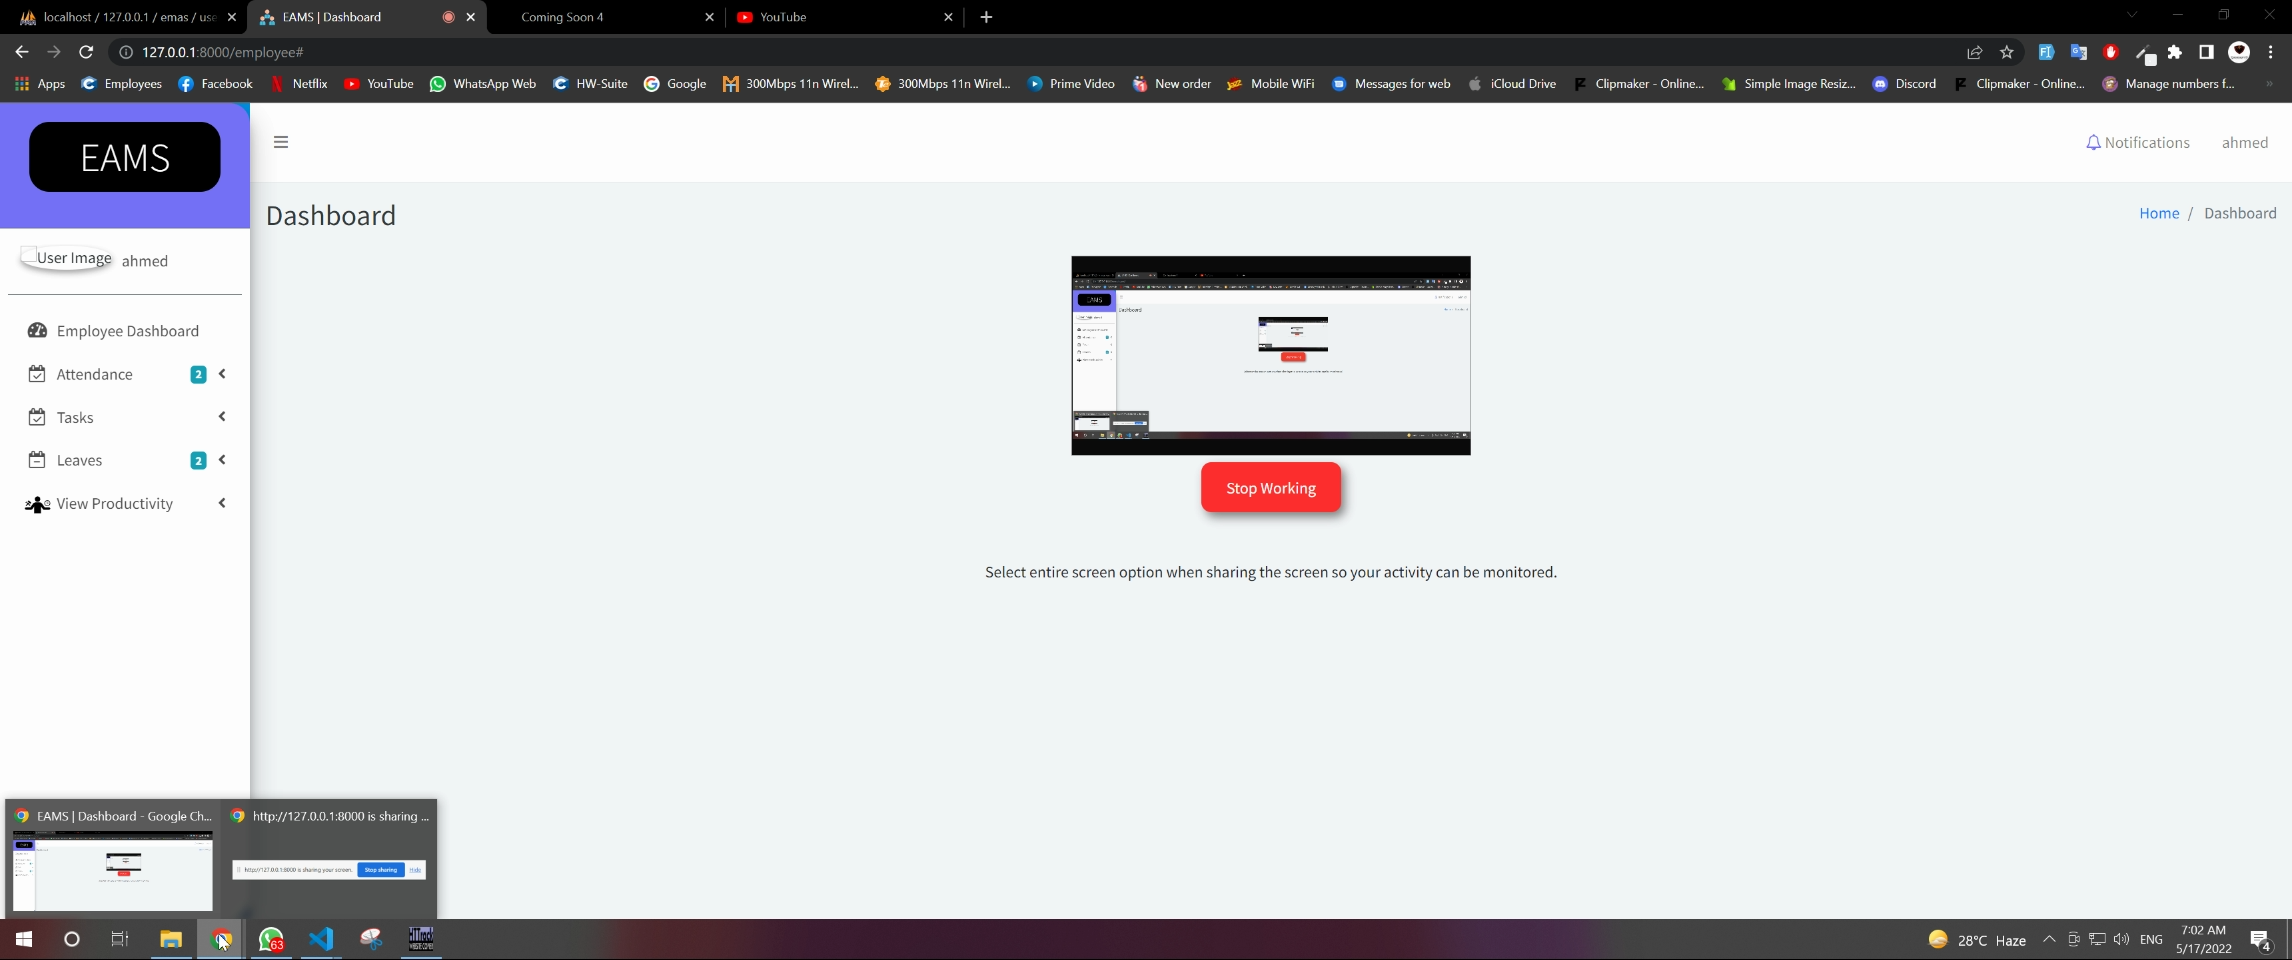 localhost / 127.0.0.1 / emas / use
EAMS | Dashboard
Coming Soon 4
YouTube
127.0.0.1:8000/employee#
Apps
Employees
Facebook
Netflix
YouTube
WhatsApp Web
HW-Suite
Google
300Mbps 11n Wirel...
300Mbps 11n Wirel...
Prime Video
New order
Mobile WiFi
Messages for web
iCloud Drive
Clipmaker - Online...
Simple Image Resiz...
Discord
Clipmaker - Online...
Manage numbers f...
EAMS
Notifications
ahmed
Dashboard
Home / Dashboard
User Image
ahmed
Employee Dashboard
Attendance 2
Tasks
Leaves 2
View Productivity
Stop Working
Select entire screen option when sharing the screen so your activity can be monitored.
EAMS | Dashboard - Google Ch...
http://127.0.0.1:8000 is sharing ...
http://127.0.0.1:8000 is sharing your screen.
Stop sharing
Hide
63
28°C Haze
ENG
7:02 AM
5/17/2022
4